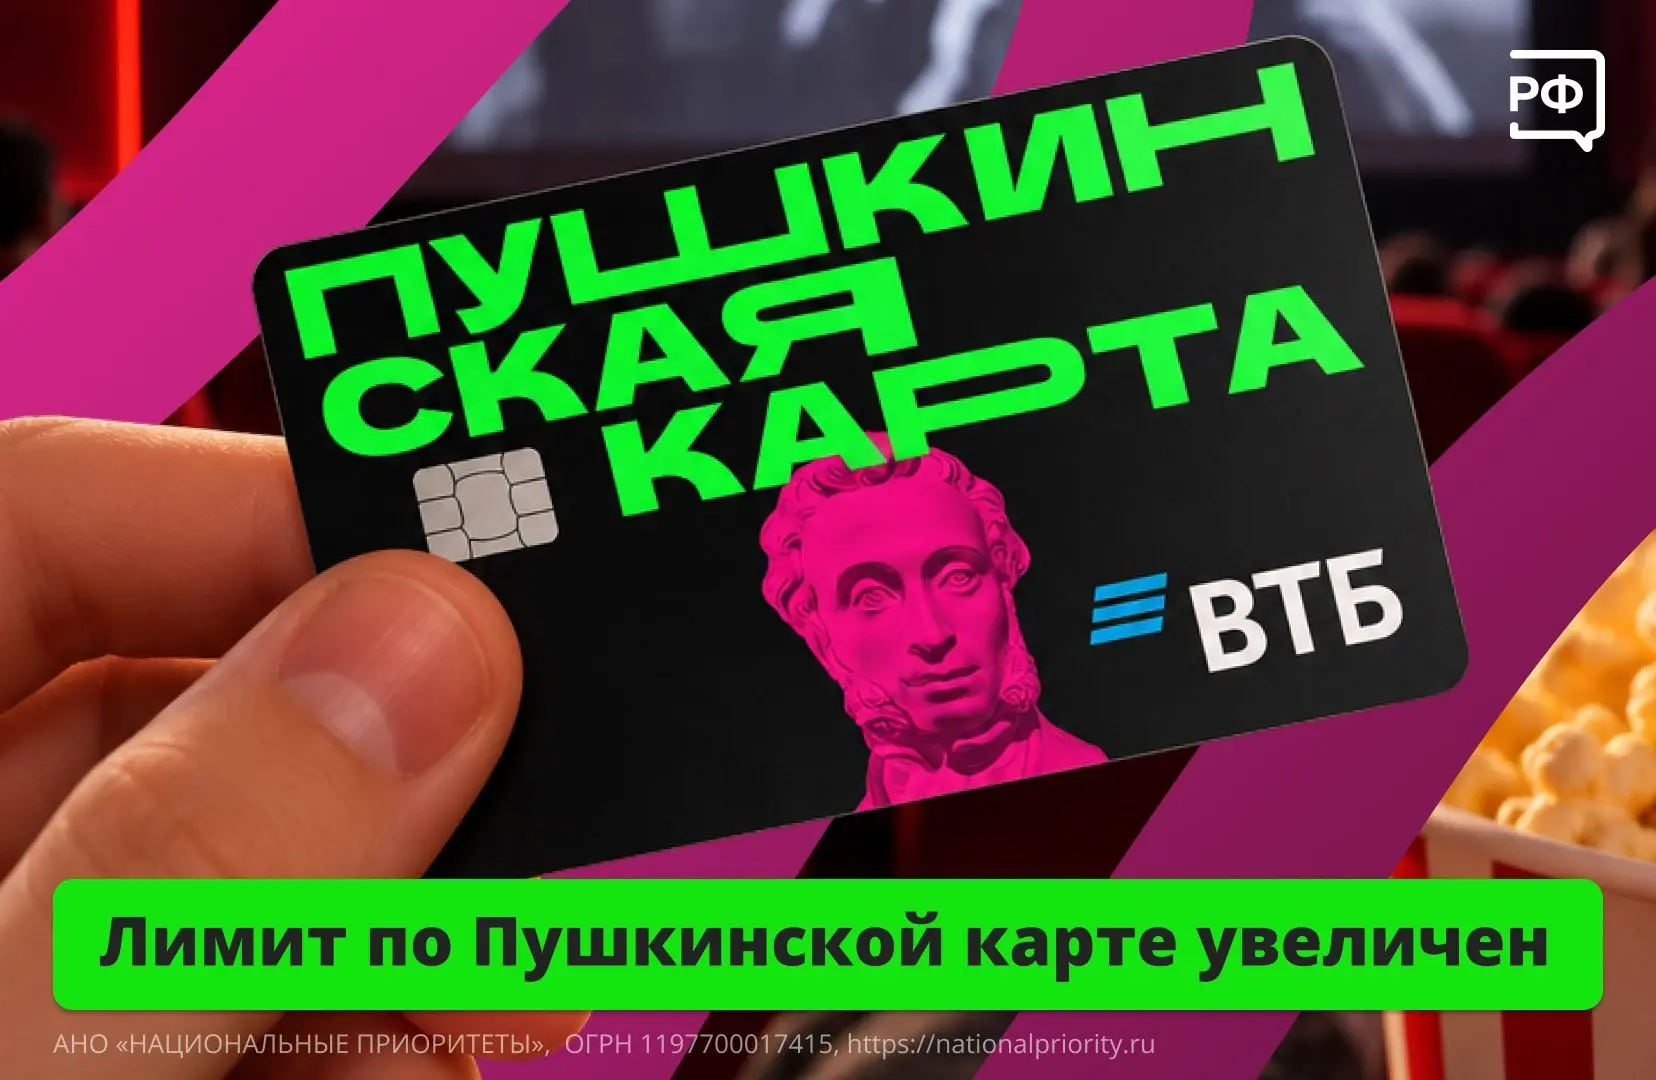 РФ
ПУШКИН
СКАЯ
КАРТА
ВТБ
Лимит по Пушкинской карте увеличен
АНО «НАЦИОНАЛЬНЫЕ ПРИОРИТЕТЫ», ОГРН 1197700017415, https://nationalpriority.ru